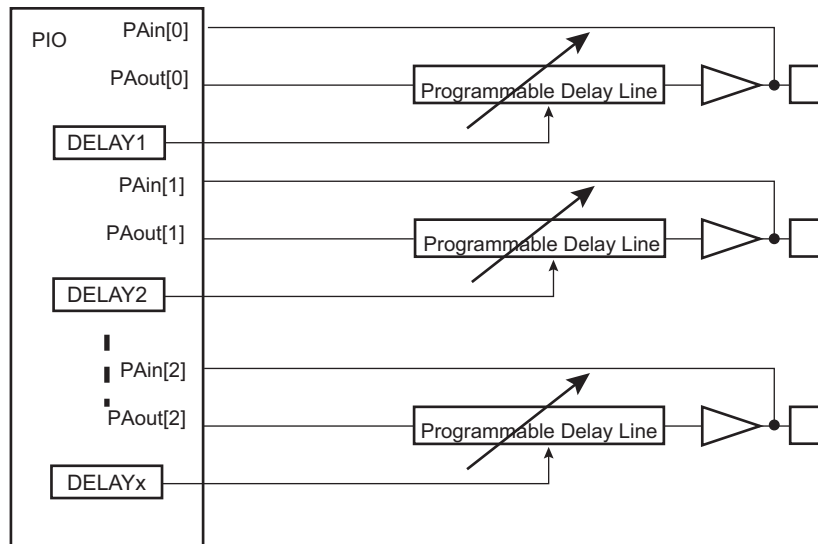 PIO
PAin[0]
PAout[0]
Programmable Delay Line
DELAY1
PAin[1]
PAout[1]
Programmable Delay Line
DELAY2
PAin[2]
PAout[2]
Programmable Delay Line
DELAYx